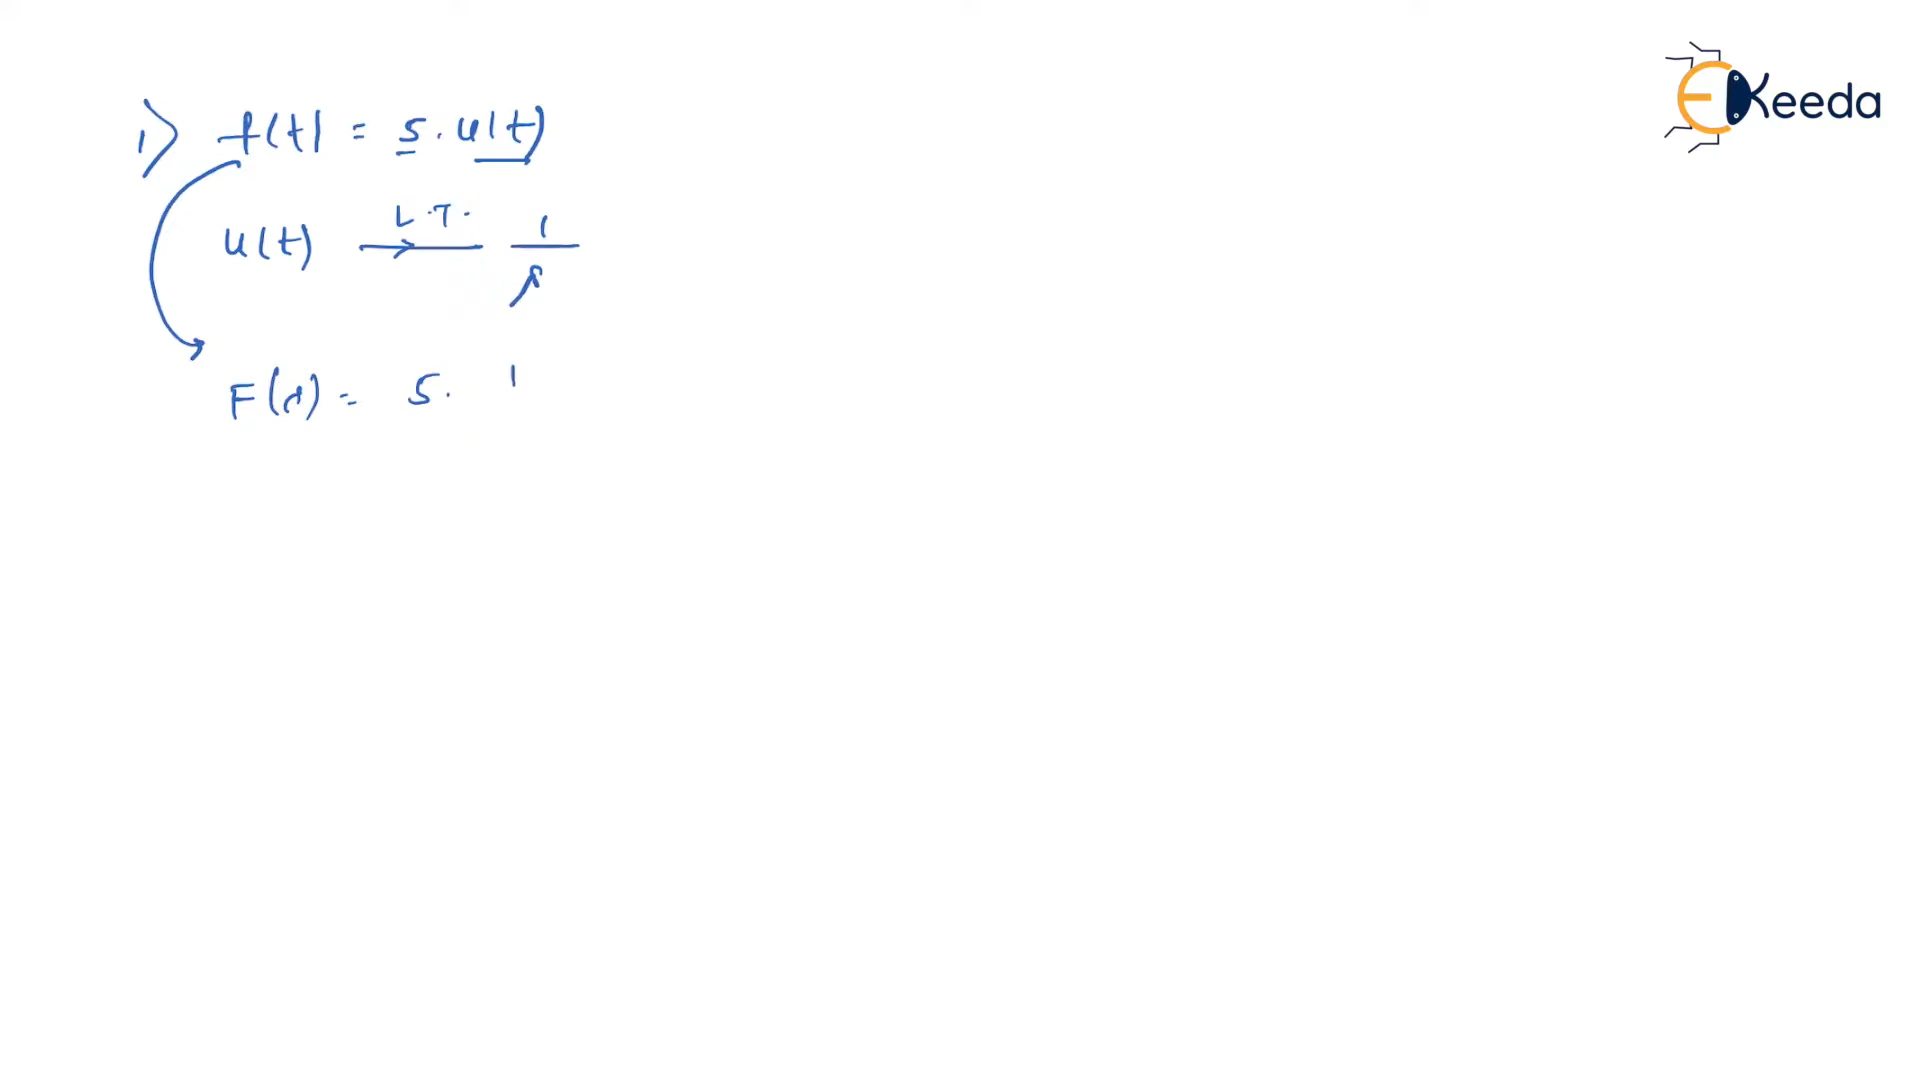 EKeeda
1) f(t) = 5. u(t)
u(t) L.T. → 1/s
F(s) = 5. 1